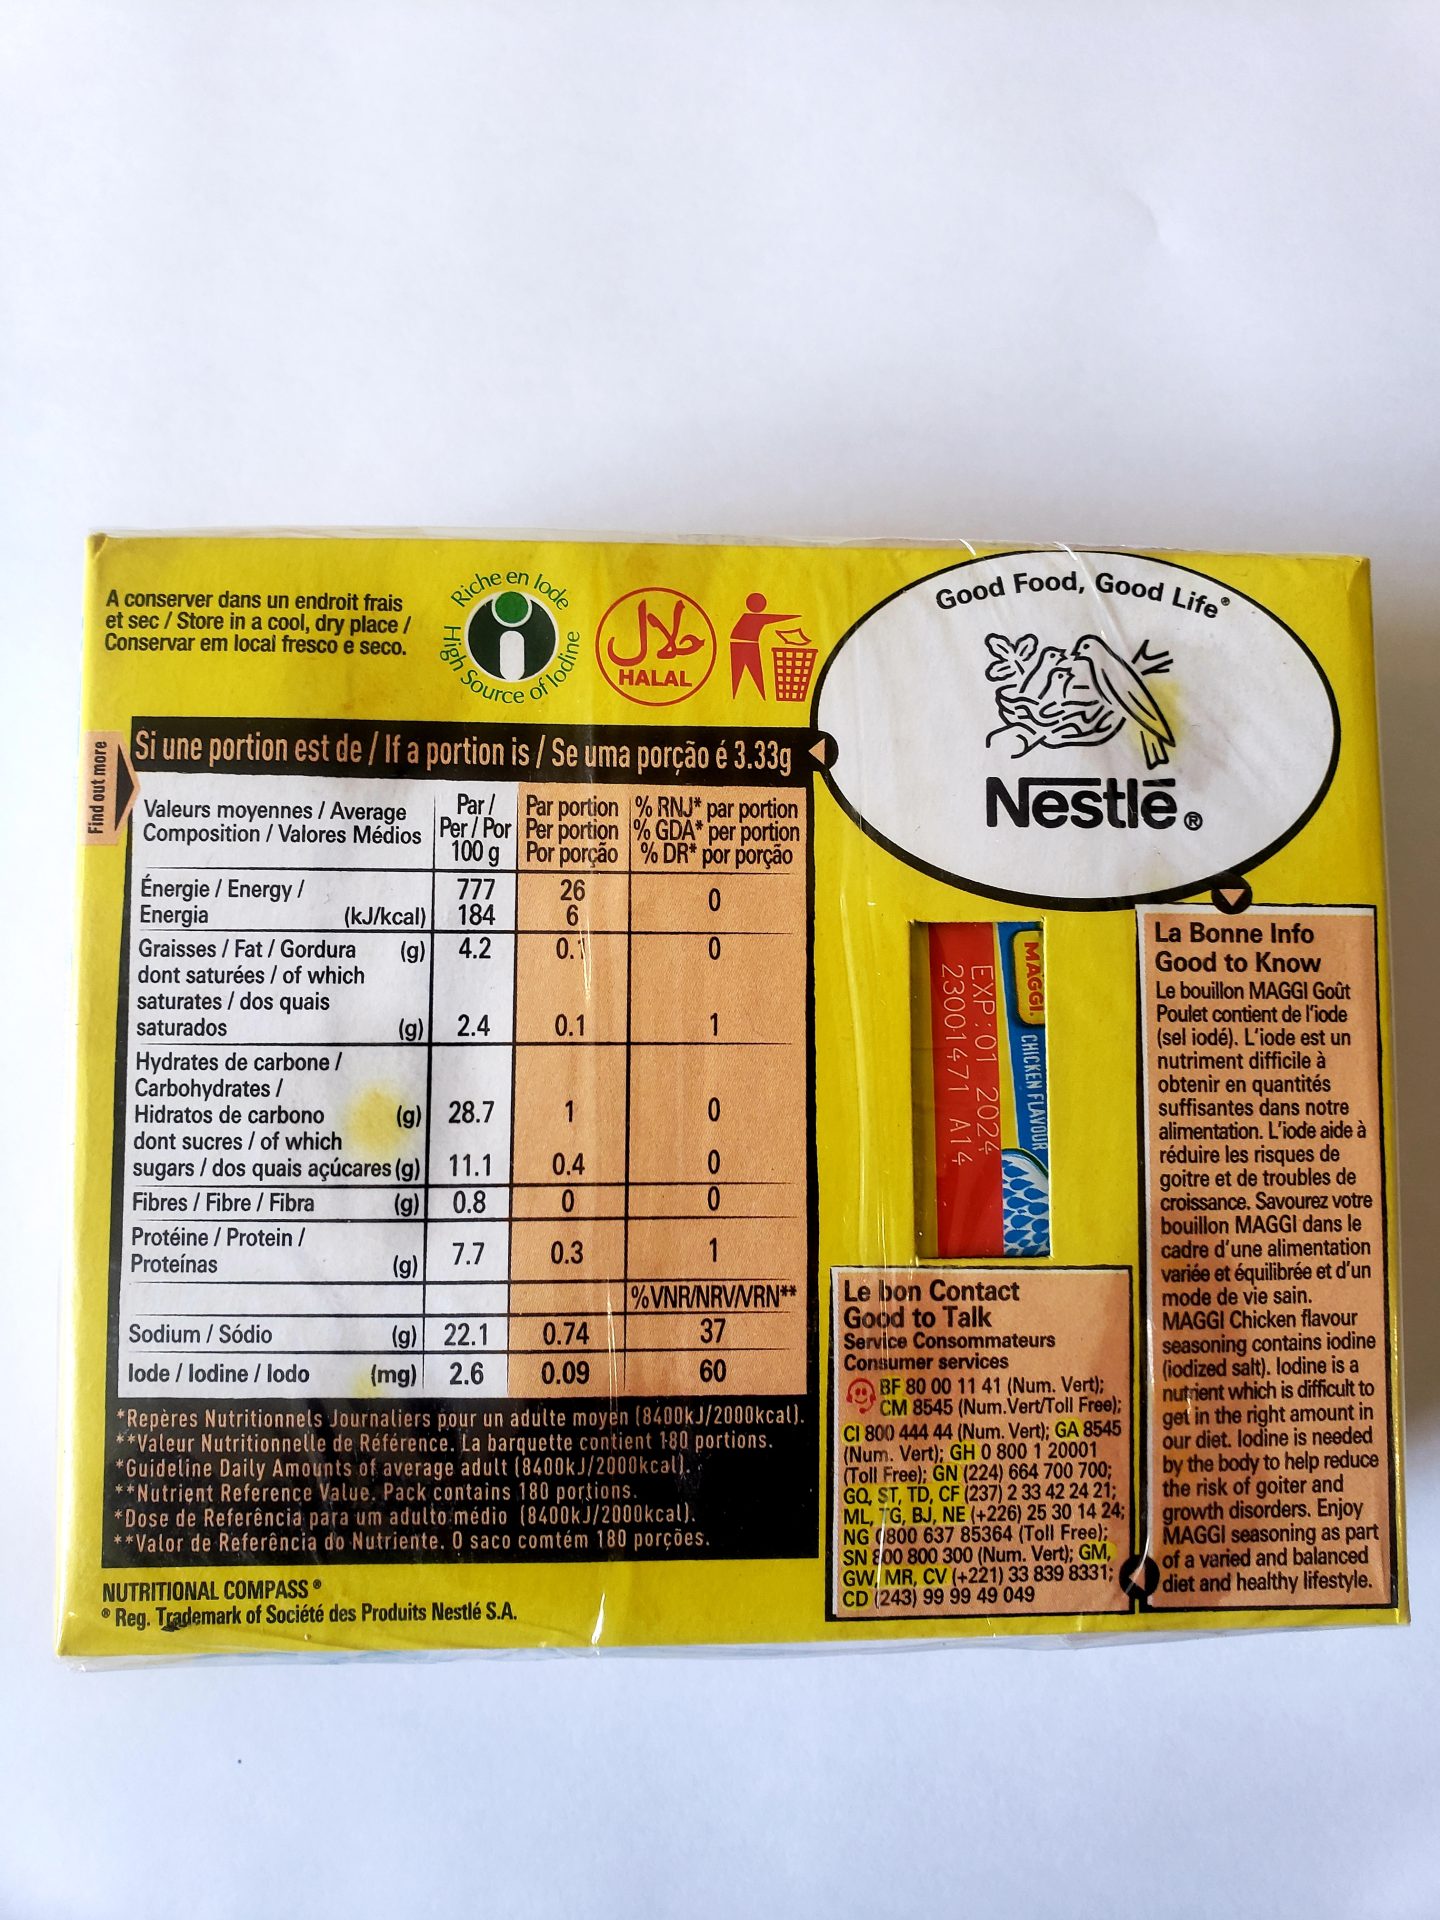 A conserver dans un endroit frais
et sec / Store in a cool, dry place /
Conservar em local fresco e seco.
Riche en Iode
High Source of Iodine
حلال
HALAL
Good Food, Good Life®
Nestlé®
Find out more
Si une portion est de / If a portion is / Se uma porção é 3.33g
Valeurs moyennes / Average
Composition / Valores Médios
Par /
Per / Por
100 g
Par portion
Per portion
Por porção
% RNJ* par portion
% GDA* per portion
% DR* por porção
Énergie / Energy / 777 26
Energia (kJ/kcal) 184 6 0
Graisses / Fat / Gordura (g) 4.2 0.1 0
dont saturées / of which
saturates / dos quais
saturados (g) 2.4 0.1 1
Hydrates de carbone /
Carbohydrates /
Hidratos de carbono (g) 28.7 1 0
dont sucres / of which
sugars / dos quais açúcares (g) 11.1 0.4 0
Fibres / Fibre / Fibra (g) 0.8 0 0
Protéine / Protein /
Proteínas (g) 7.7 0.3 1
%VNR/NRV/VRN**
Sodium / Sódio (g) 22.1 0.74 37
Iode / Iodine / Iodo (mg) 2.6 0.09 60
*Repères Nutritionnels Journaliers pour un adulte moyen (8400kJ/2000kcal).
**Valeur Nutritionnelle de Référence. La barquette contient 180 portions.
*Guideline Daily Amounts of average adult (8400kJ/2000kcal).
**Nutrient Reference Value. Pack contains 180 portions.
*Dose de Referência para um adulto médio (8400kJ/2000kcal).
**Valor de Referência do Nutriente. O saco comtém 180 porções.
NUTRITIONAL COMPASS®
® Reg. Trademark of Société des Produits Nestlé S.A.
MAGGI.
CHICKEN FLAVOUR
EXP:01 2024
23001471 A14
Le bon Contact
Good to Talk
Service Consommateurs
Consumer services
BF 80 00 11 41 (Num. Vert);
CM 8545 (Num.Vert/Toll Free);
CI 800 444 44 (Num. Vert); GA 8545
(Num. Vert); GH 0 800 1 20001
(Toll Free); GN (224) 664 700 700;
GQ, ST, TD, CF (237) 2 33 42 24 21;
ML, TG, BJ, NE (+226) 25 30 14 24;
NG 0800 637 85364 (Toll Free);
SN 800 800 300 (Num. Vert); GM,
GW, MR, CV (+221) 33 839 8331;
CD (243) 99 99 49 049
La Bonne Info
Good to Know
Le bouillon MAGGI Goût
Poulet contient de l'iode
(sel iodé). L'iode est un
nutriment difficile à
obtenir en quantités
suffisantes dans notre
alimentation. L'iode aide à
réduire les risques de
goitre et de troubles de
croissance. Savourez votre
bouillon MAGGI dans le
cadre d'une alimentation
variée et équilibrée et d'un
mode de vie sain.
MAGGI Chicken flavour
seasoning contains iodine
(iodized salt). Iodine is a
nutrient which is difficult to
get in the right amount in
our diet. Iodine is needed
by the body to help reduce
the risk of goiter and
growth disorders. Enjoy
MAGGI seasoning as part
of a varied and balanced
diet and healthy lifestyle.